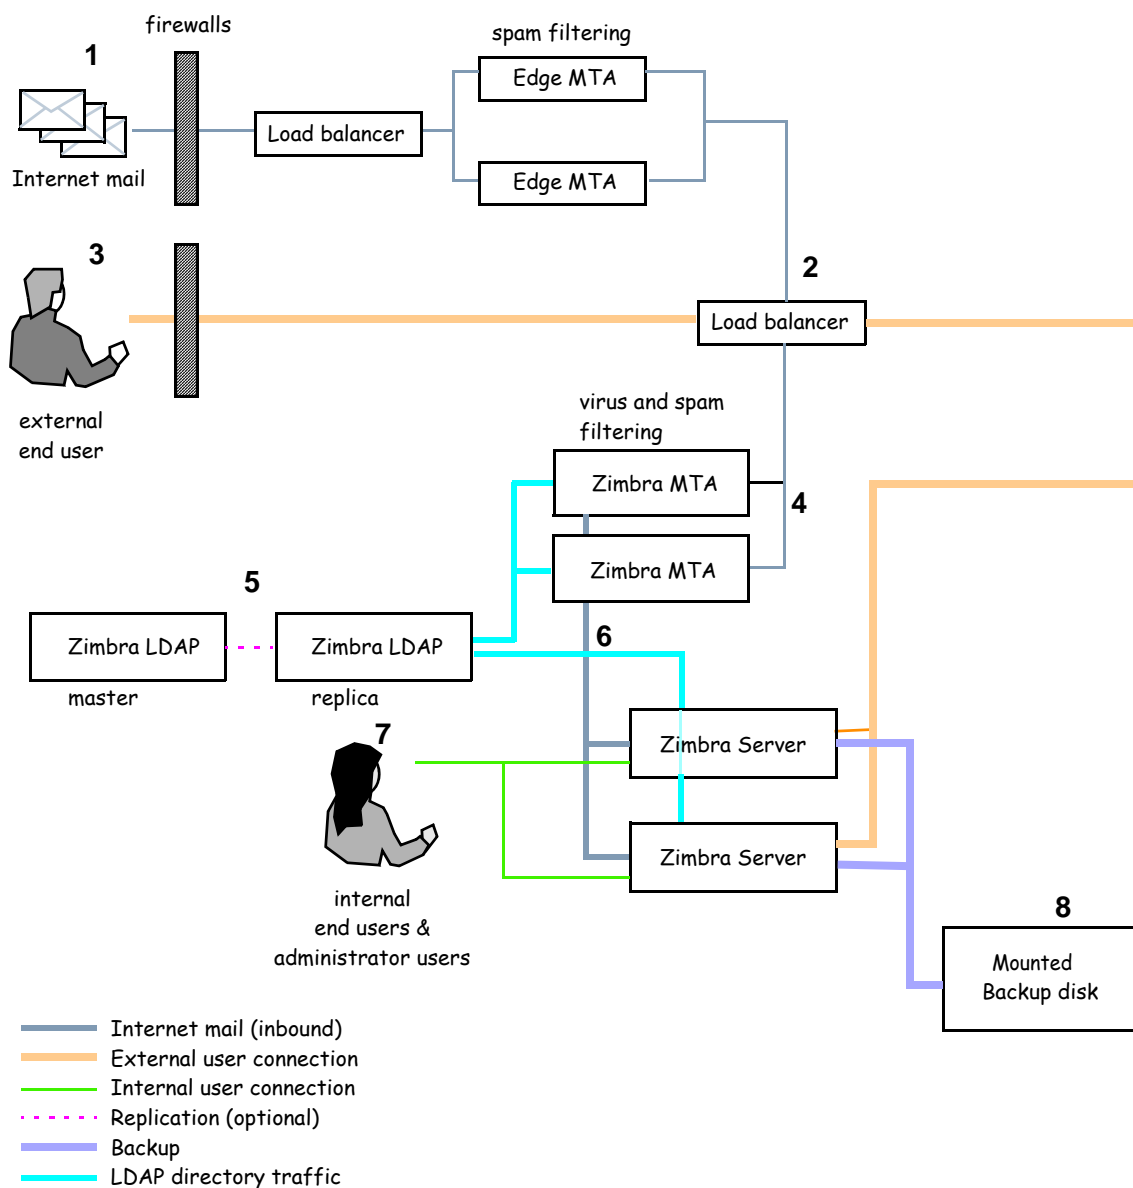 firewalls
spam filtering
1
Edge MTA
Load balancer
Edge MTA
Internet mail
3
2
Load balancer
external
end user
virus and spam
filtering
Zimbra MTA
4
Zimbra MTA
5
6
Zimbra LDAP
Zimbra LDAP
master
replica
7
Zimbra Server
Zimbra Server
internal
end users &
administrator users
8
Mounted
Backup disk
Internet mail (inbound)
External user connection
Internal user connection
Replication (optional)
Backup
LDAP directory traffic